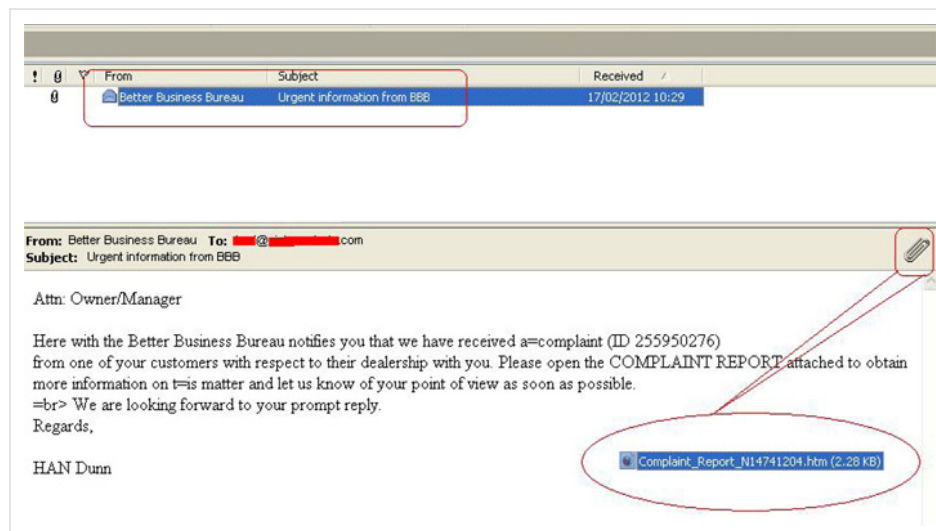 From Subject Received
Better Business Bureau Urgent information from BBB 17/02/2012 10:29
From: Better Business Bureau To: @ .com
Subject: Urgent information from BBB
Attn: Owner/Manager
Here with the Better Business Bureau notifies you that we have received a=complaint (ID 255950276)
from one of your customers with respect to their dealership with you. Please open the COMPLAINT REPORT attached to obtain
more information on t=is matter and let us know of your point of view as soon as possible.
=br> We are looking forward to your prompt reply.
Regards,
HAN Dunn
Complaint_Report_N14741204.htm (2.28 KB)